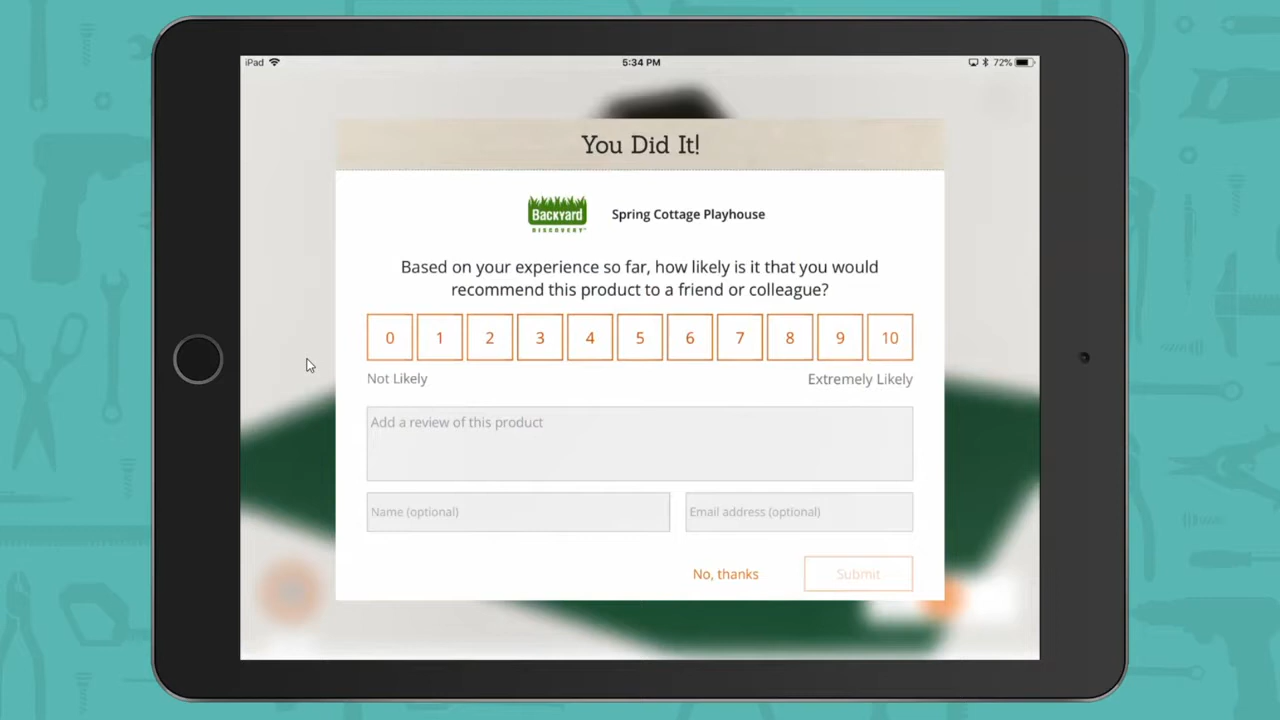 iPad
5:34 PM
72%
You Did It!
Backyard
DISCOVERY
Spring Cottage Playhouse
Based on your experience so far, how likely is it that you would
recommend this product to a friend or colleague?
0 1 2 3 4 5 6 7 8 9 10
Not Likely
Extremely Likely
Add a review of this product
Name (optional)
Email address (optional)
No, thanks
Submit